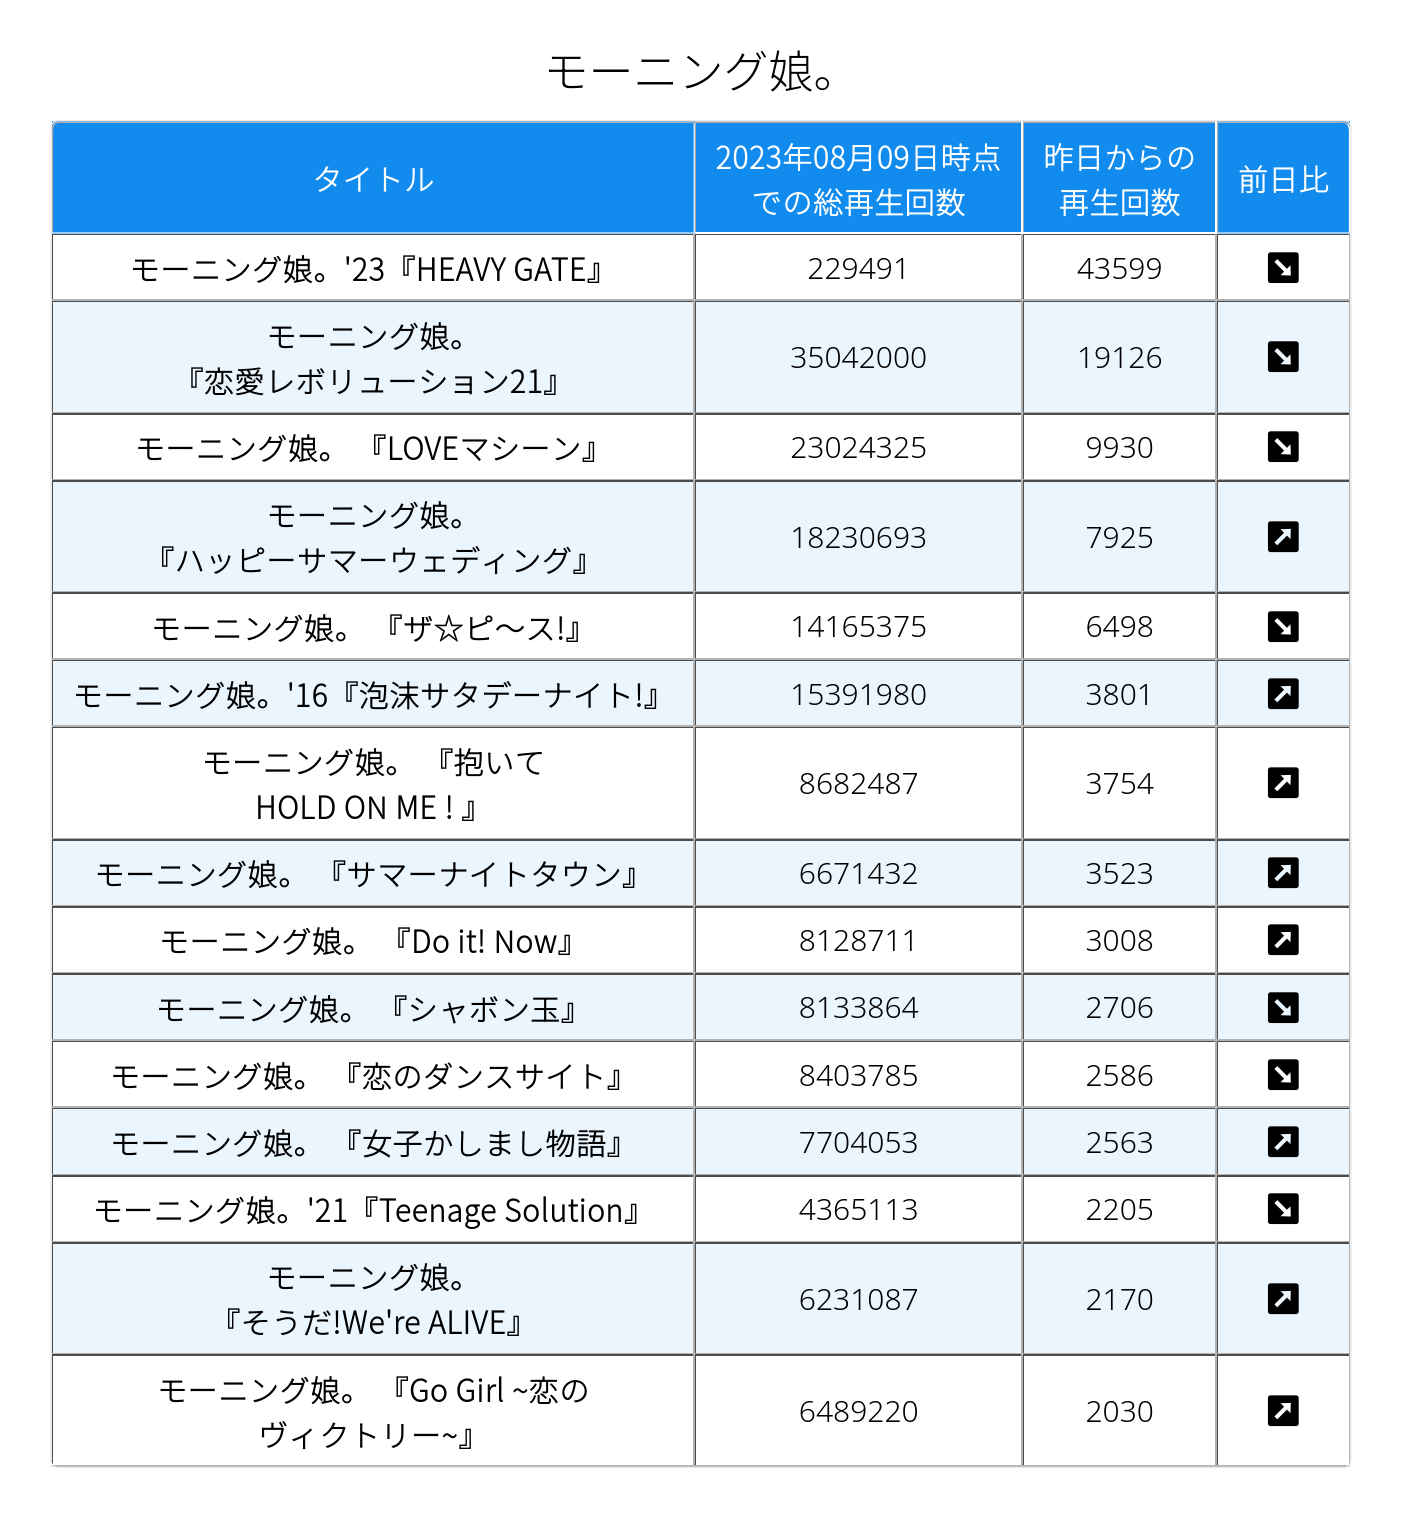 モーニング娘。
タイトル
2023年08月09日時点
での総再生回数
昨日からの
再生回数
前日比
モーニング娘。'23『HEAVY GATE』 229491 43599 ↘
モーニング娘。
『恋愛レボリューション21』 35042000 19126 ↘
モーニング娘。 『LOVEマシーン』 23024325 9930 ↘
モーニング娘。
『ハッピーサマーウェディング』 18230693 7925 ↗
モーニング娘。 『ザ☆ピ〜ス!』 14165375 6498 ↘
モーニング娘。'16『泡沫サタデーナイト!』 15391980 3801 ↗
モーニング娘。 『抱いて
HOLD ON ME ! 』 8682487 3754 ↗
モーニング娘。 『サマーナイトタウン』 6671432 3523 ↗
モーニング娘。 『Do it! Now』 8128711 3008 ↗
モーニング娘。 『シャボン玉』 8133864 2706 ↘
モーニング娘。 『恋のダンスサイト』 8403785 2586 ↘
モーニング娘。 『女子かしまし物語』 7704053 2563 ↗
モーニング娘。'21『Teenage Solution』 4365113 2205 ↘
モーニング娘。
『そうだ!We're ALIVE』 6231087 2170 ↗
モーニング娘。 『Go Girl ~恋の
ヴィクトリー~』 6489220 2030 ↗